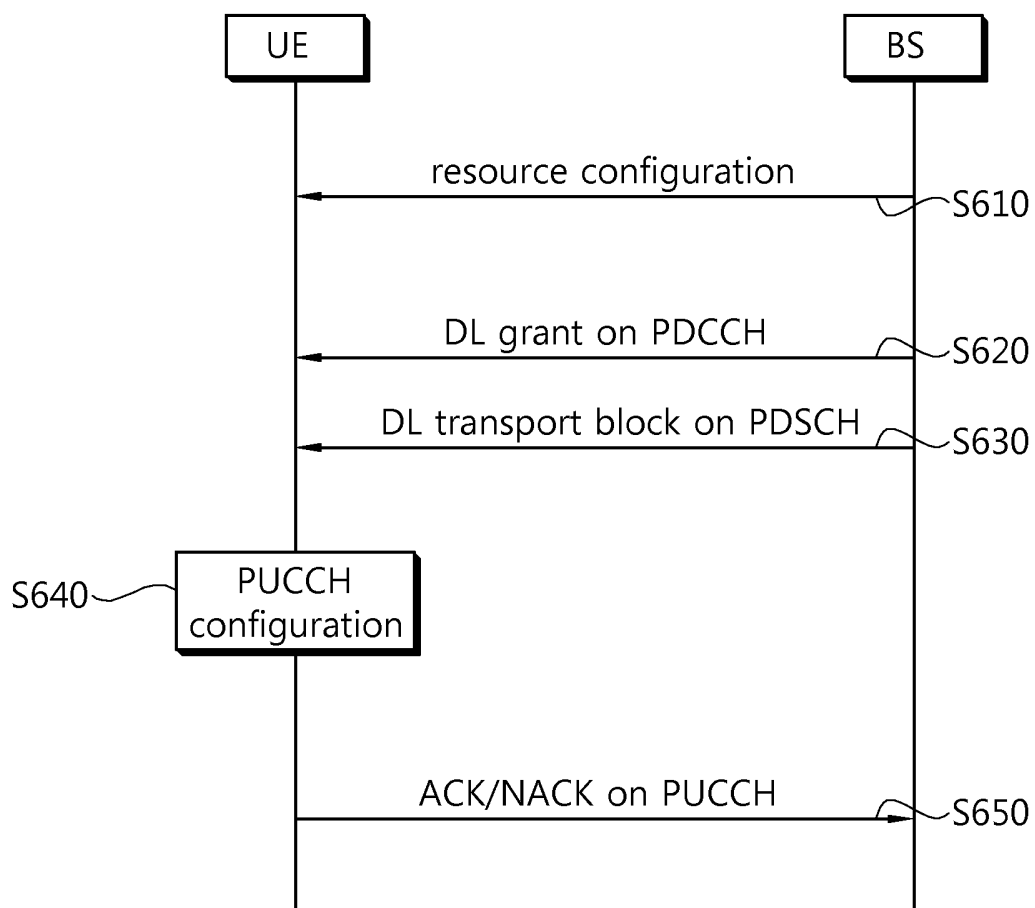 UE
BS
resource configuration
S610
DL grant on PDCCH
S620
DL transport block on PDSCH
S630
S640
PUCCH
configuration
ACK/NACK on PUCCH
S650